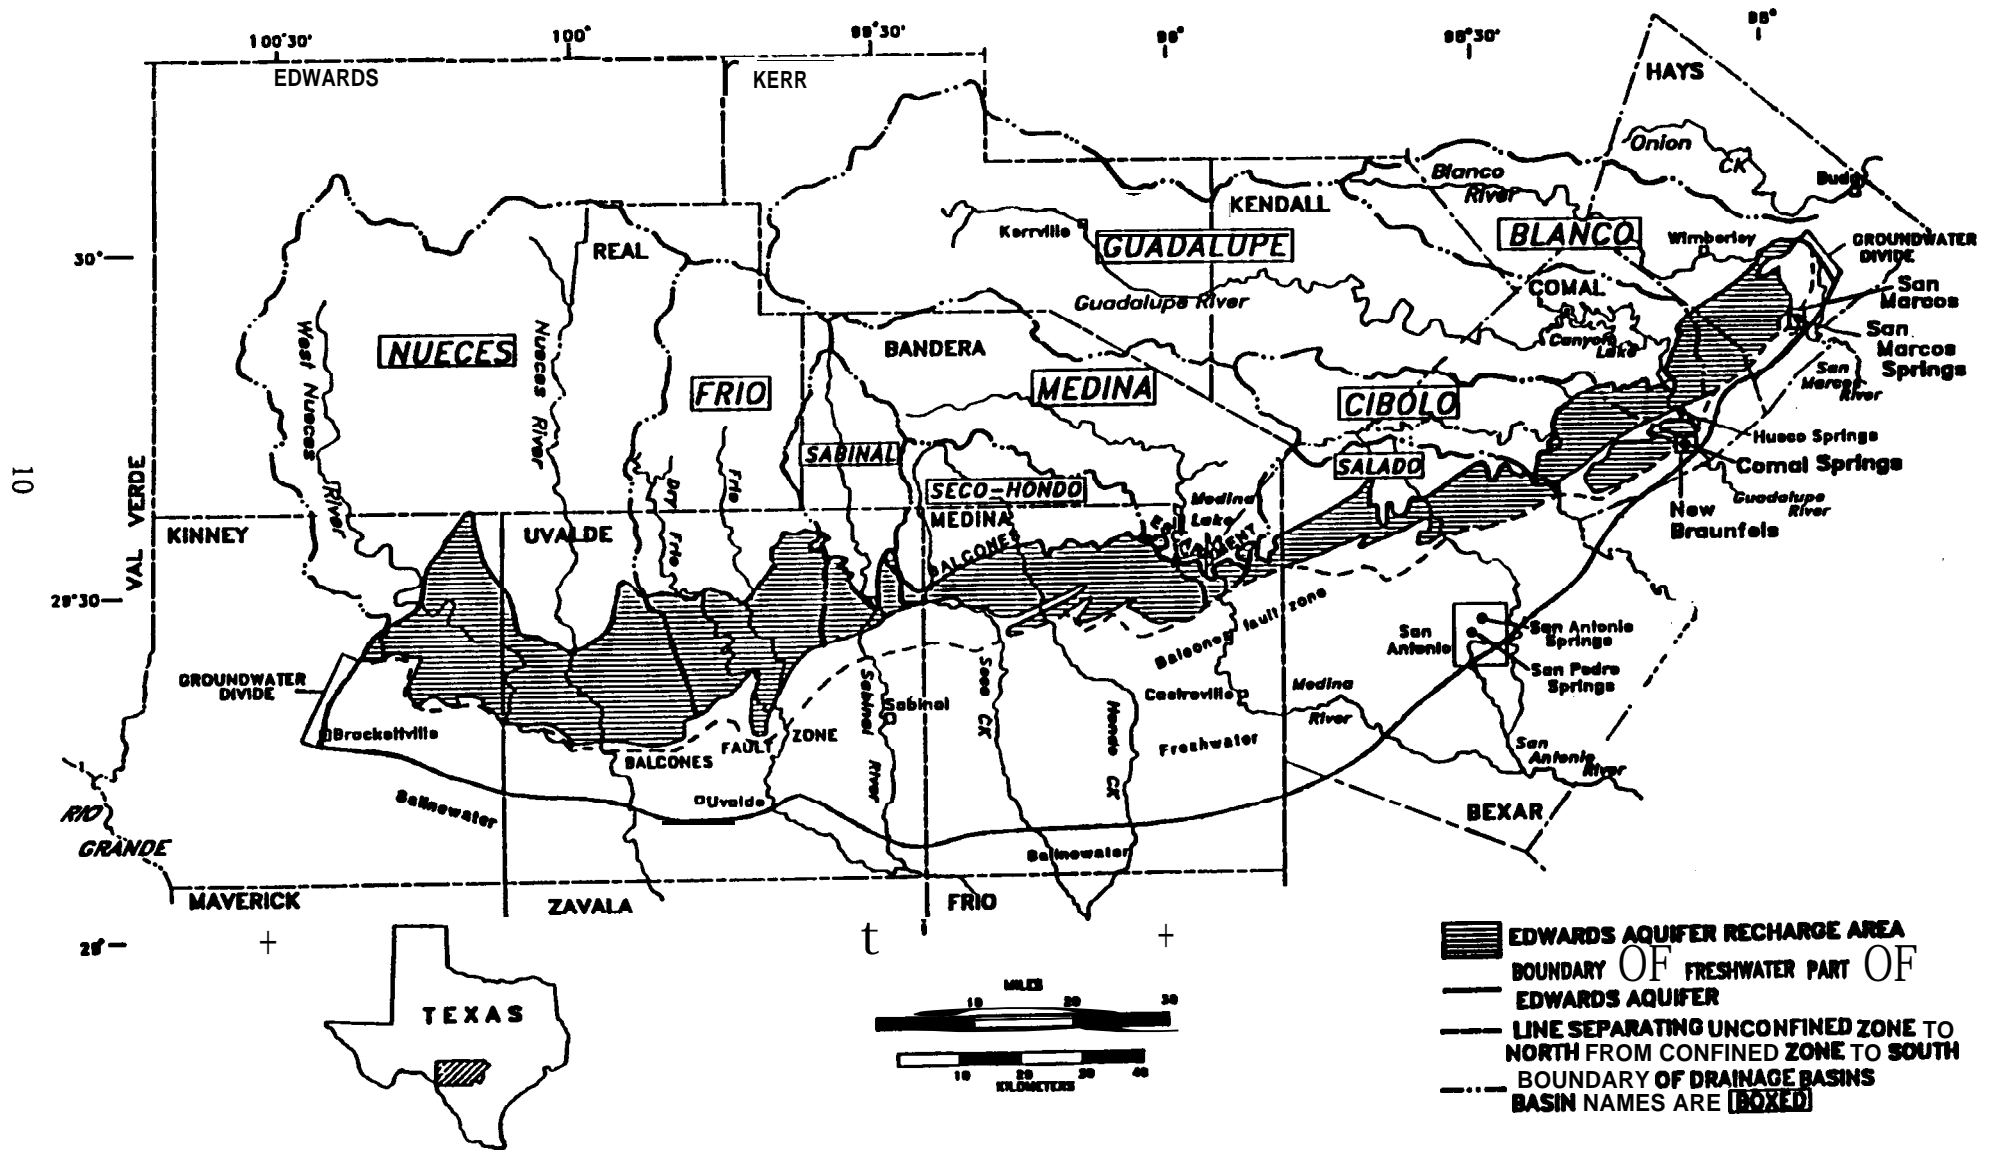 100°30'
100°
99°30'
99°
98°30'
98°
EDWARDS
KERR
HAYS
Onion
CK
Buda
Blanco
River
KENDALL
BLANCO
Kerrville
GUADALUPE
Wimberley
GROUNDWATER
DIVIDE
REAL
30°
COMAL
San
Marcos
Guadalupe River
Canyon
Lake
San
Marcos
Springs
San
Marcos
River
West Nueces
River
NUECES
Nueces River
BANDERA
FRIO
MEDINA
CIBOLO
Hueco Springs
Comal Springs
Guadalupe
River
New
Braunfels
SABINAL
SALADO
Dry
Frio
Frio
SECO-HONDO
MEDINA
Medina
Lake
10
VAL VERDE
KINNEY
UVALDE
BALCONES
ESCARPMENT
29°30'
Balcones fault zone
San
Antonio
San Antonio
Springs
San Pedro
Springs
GROUNDWATER
DIVIDE
Brackettville
Sabinal
River
Sabinal
Seco
CK
Hondo
CK
Castroville
Medina
River
Freshwater
BALCONES
FAULT
ZONE
San
Antonio
River
Uvalde
Salinewater
RIO
GRANDE
BEXAR
Salinewater
MAVERICK
ZAVALA
FRIO
29°
+
t
+
TEXAS
MILES
10 20 30
10 20 30 40
KILOMETERS
EDWARDS AQUIFER RECHARGE AREA
BOUNDARY OF FRESHWATER PART OF
EDWARDS AQUIFER
LINE SEPARATING UNCONFINED ZONE TO
NORTH FROM CONFINED ZONE TO SOUTH
BOUNDARY OF DRAINAGE BASINS
BASIN NAMES ARE BOXED